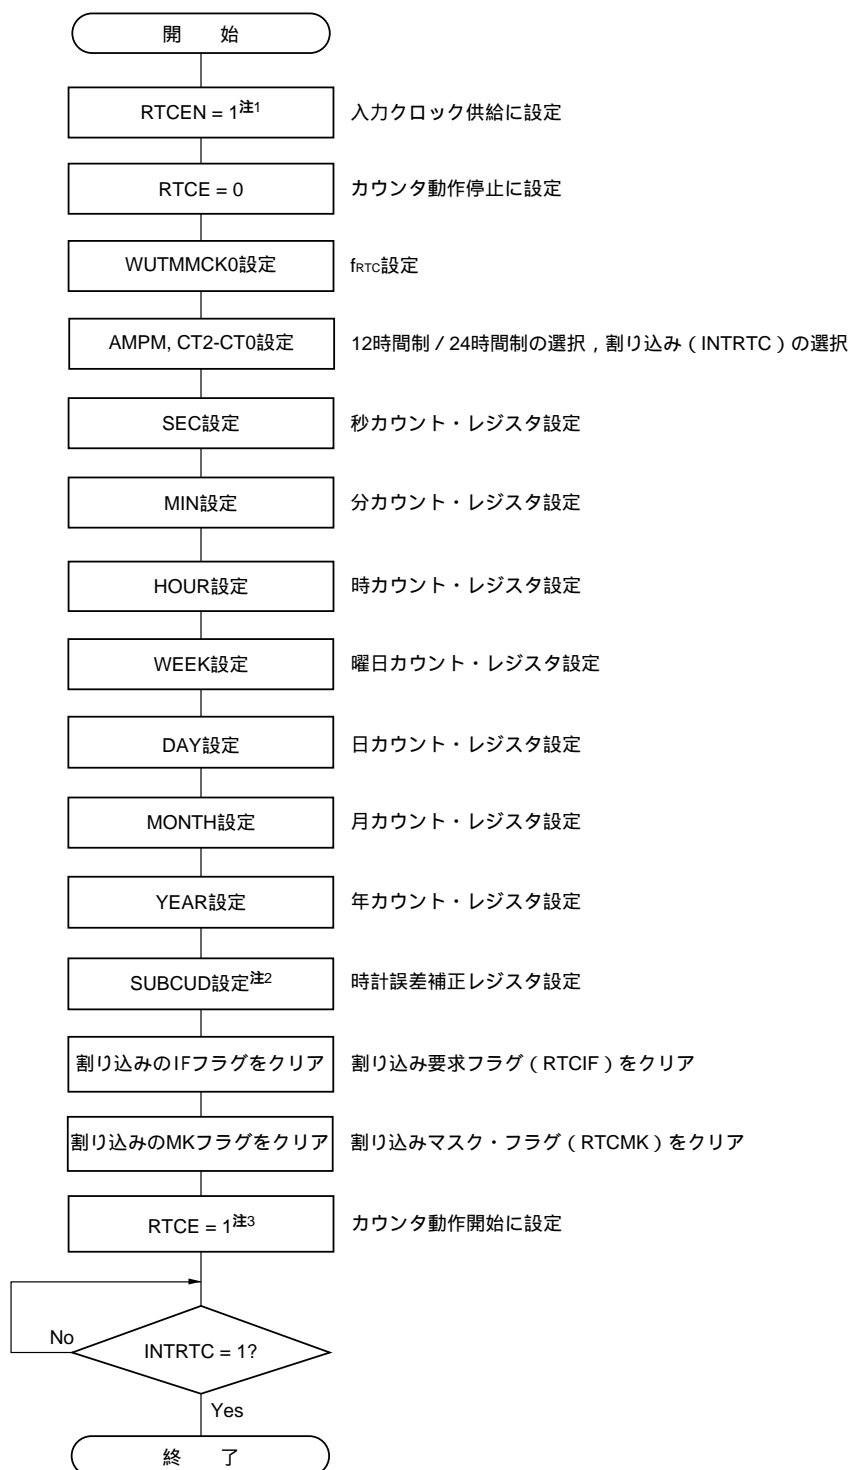 開 始
RTCEN = 1注1 入力クロック供給に設定
RTCE = 0 カウンタ動作停止に設定
WUTMMCK0設定 fRTC設定
AMPM, CT2-CT0設定 12時間制 / 24時間制の選択 , 割り込み ( INTRTC ) の選択
SEC設定 秒カウント・レジスタ設定
MIN設定 分カウント・レジスタ設定
HOUR設定 時カウント・レジスタ設定
WEEK設定 曜日カウント・レジスタ設定
DAY設定 日カウント・レジスタ設定
MONTH設定 月カウント・レジスタ設定
YEAR設定 年カウント・レジスタ設定
SUBCUD設定注2 時計誤差補正レジスタ設定
割り込みのIFフラグをクリア 割り込み要求フラグ ( RTCIF ) をクリア
割り込みのMKフラグをクリア 割り込みマスク・フラグ ( RTCMK ) をクリア
RTCE = 1注3 カウンタ動作開始に設定
No
INTRTC = 1?
Yes
終 了